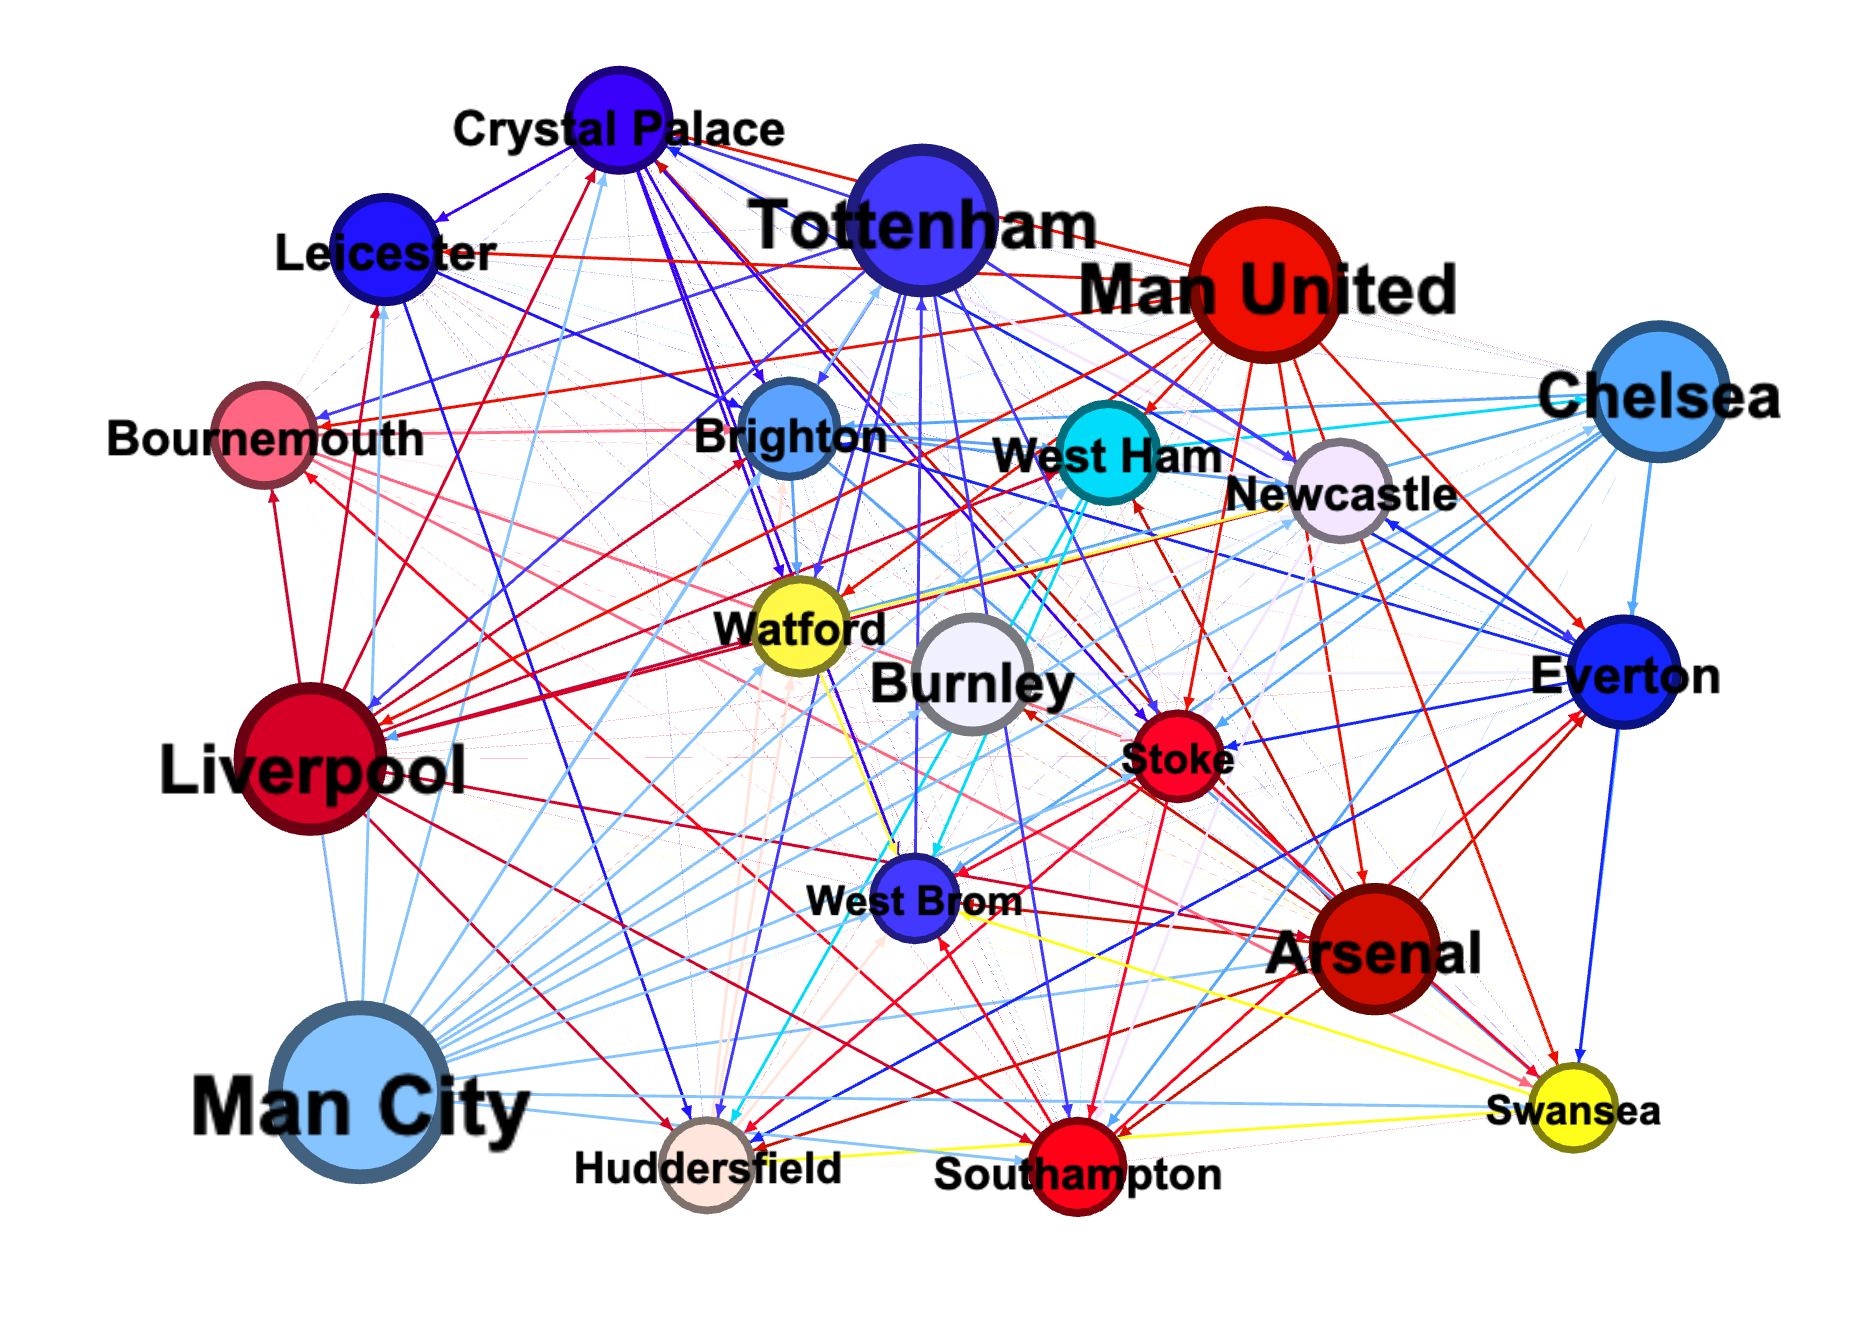 Crystal Palace
Tottenham
Leicester
Man United
Chelsea
Bournemouth
Brighton
West Ham
Newcastle
Watford
Burnley
Everton
Liverpool
Stoke
West Brom
Arsenal
Man City
Swansea
Huddersfield
Southampton